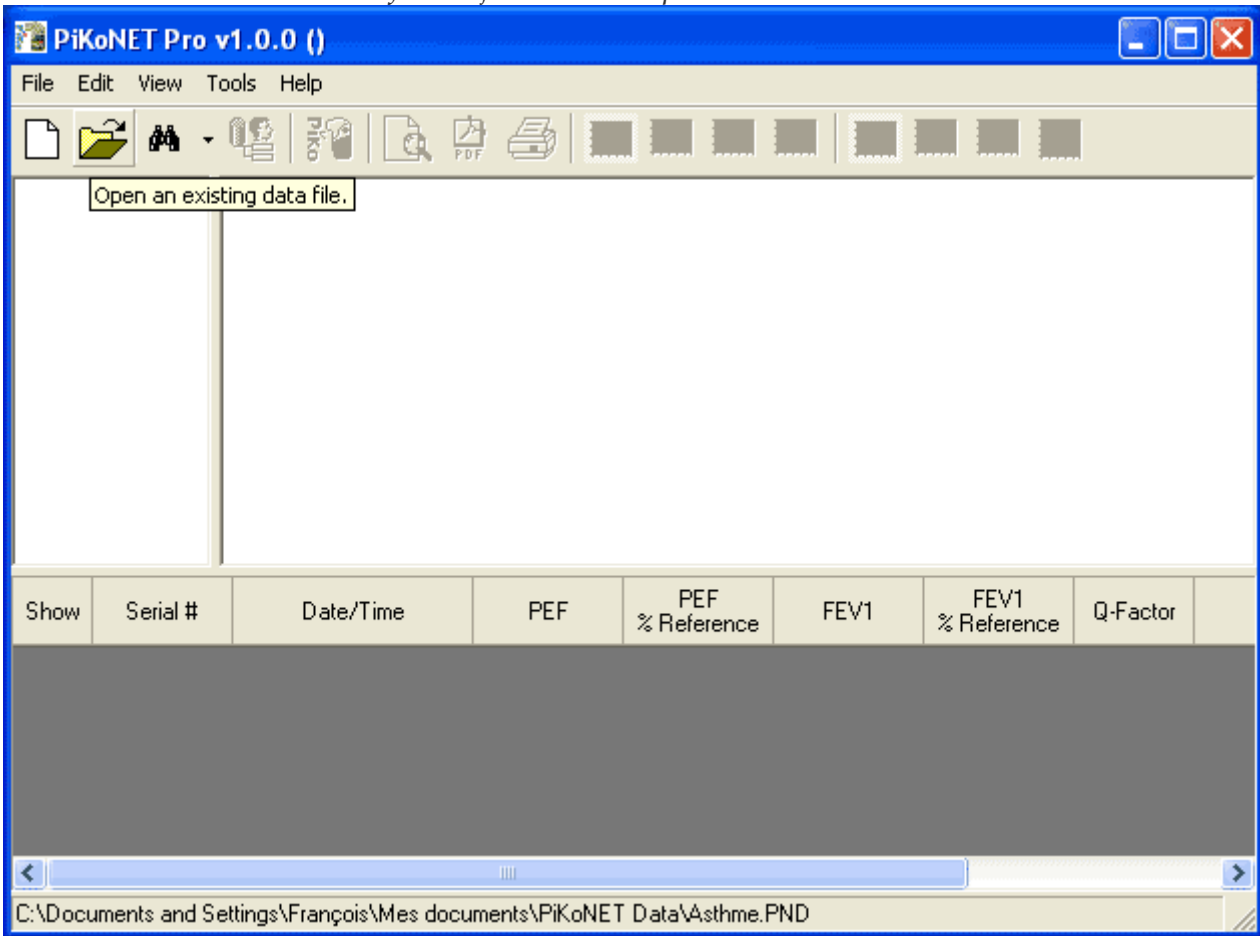 PiKoNET Pro v1.0.0 ()
File Edit View Tools Help
PiKO PDF
Open an existing data file.
Show Serial # Date/Time PEF PEF % Reference FEV1 FEV1 % Reference Q-Factor
C:\Documents and Settings\François\Mes documents\PiKoNET Data\Asthme.PND